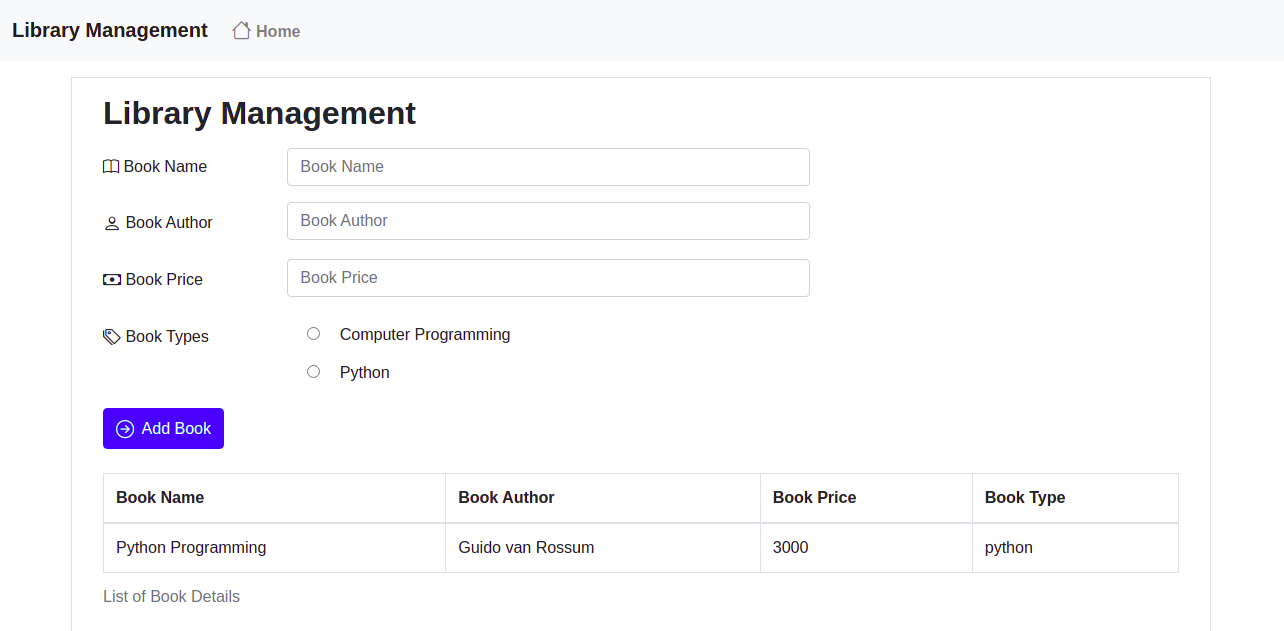 Library Management Home
Library Management
Book Name Book Name
Book Author Book Author
Book Price Book Price
Book Types Computer Programming
Python
Add Book
Book Name Book Author Book Price Book Type
Python Programming Guido van Rossum 3000 python
List of Book Details